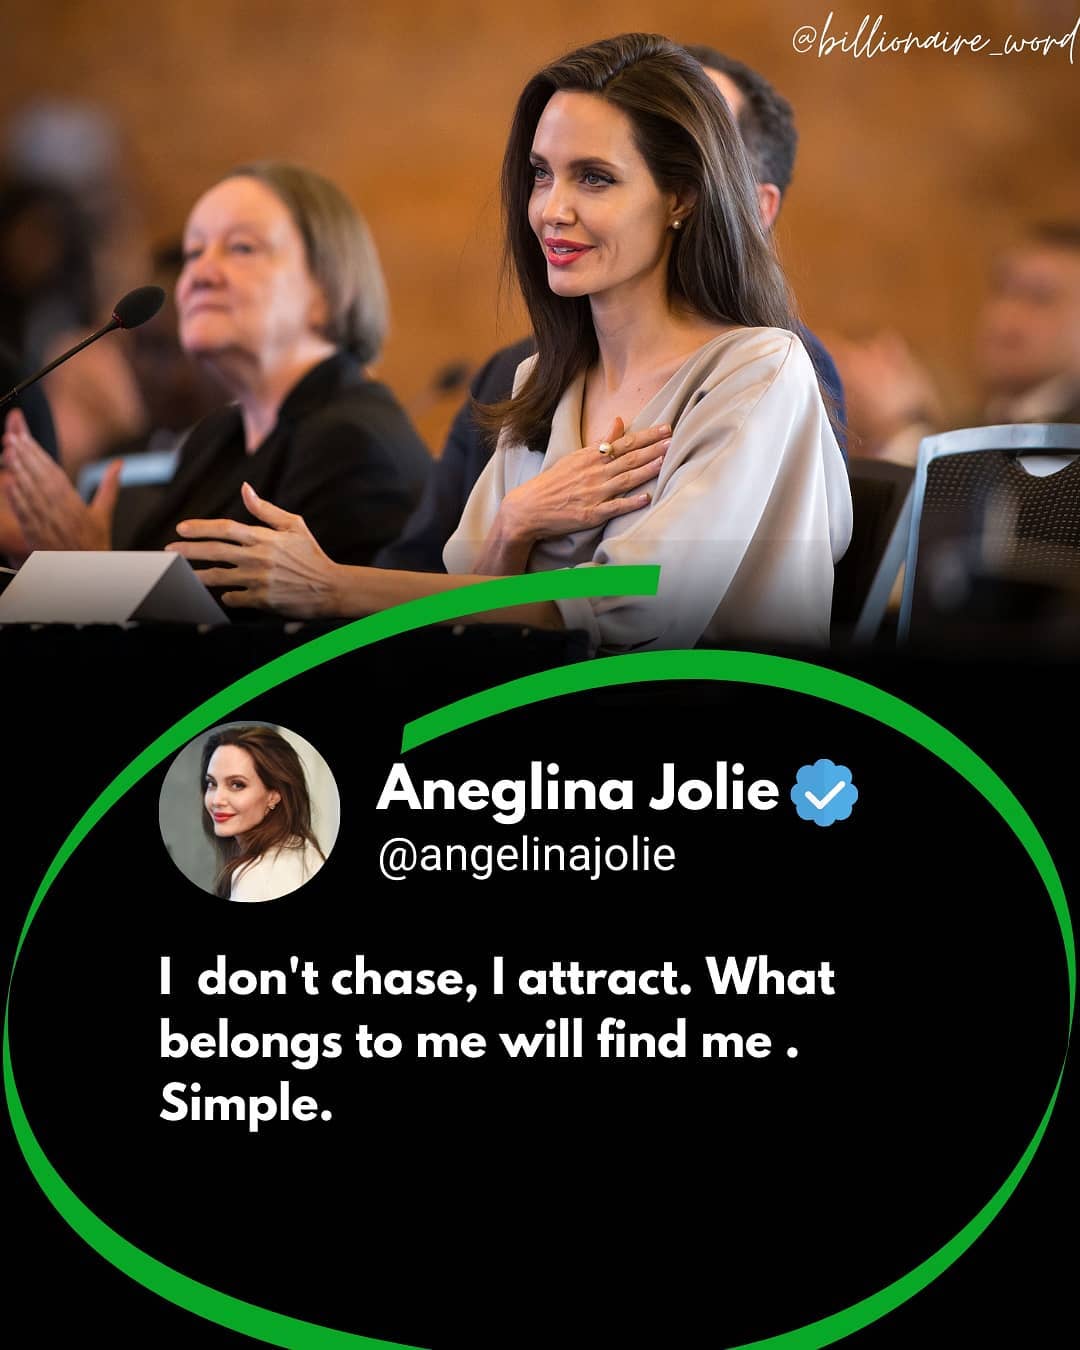 @billionaire_word
Aneglina Jolie
@angelinajolie
I don't chase, I attract. What
belongs to me will find me .
Simple.